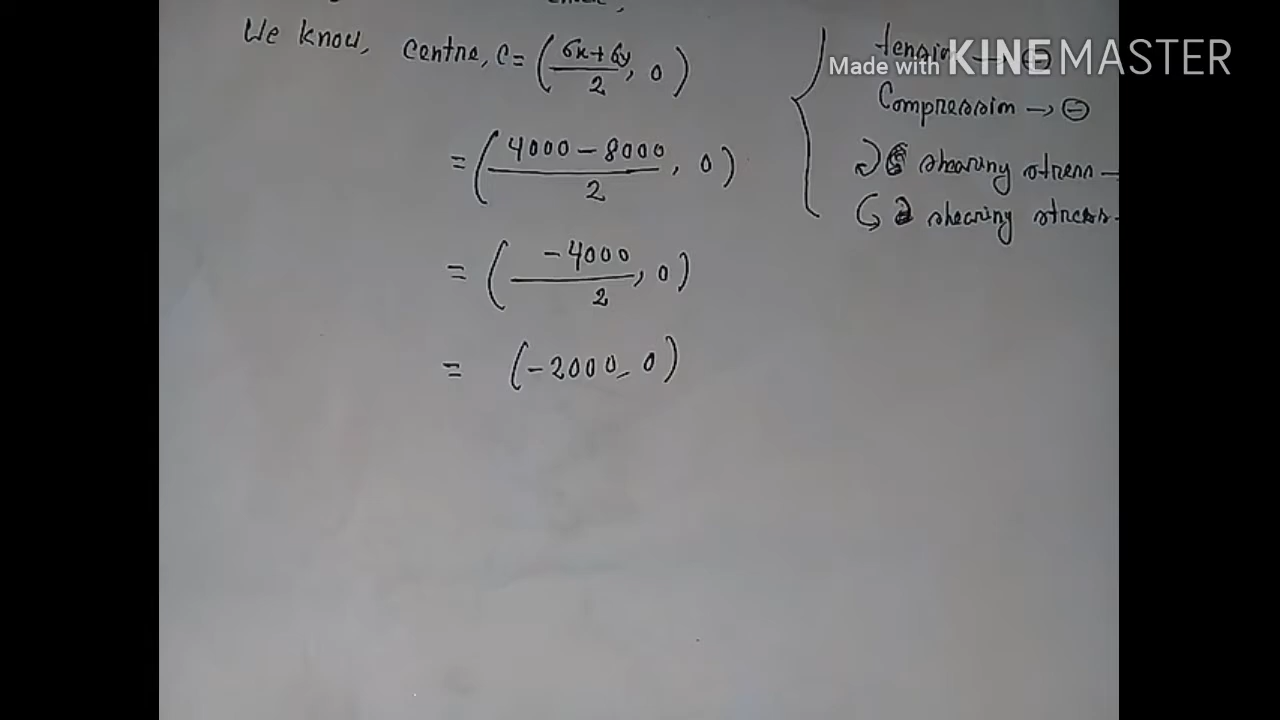 We know, centre, C = (σx+σy/2, 0)
= (4000 - 8000/2, 0)
= (-4000/2, 0)
= (-2000, 0)
Made with KINEMASTER
Compression → ⊖
shearing stress
shearing stress